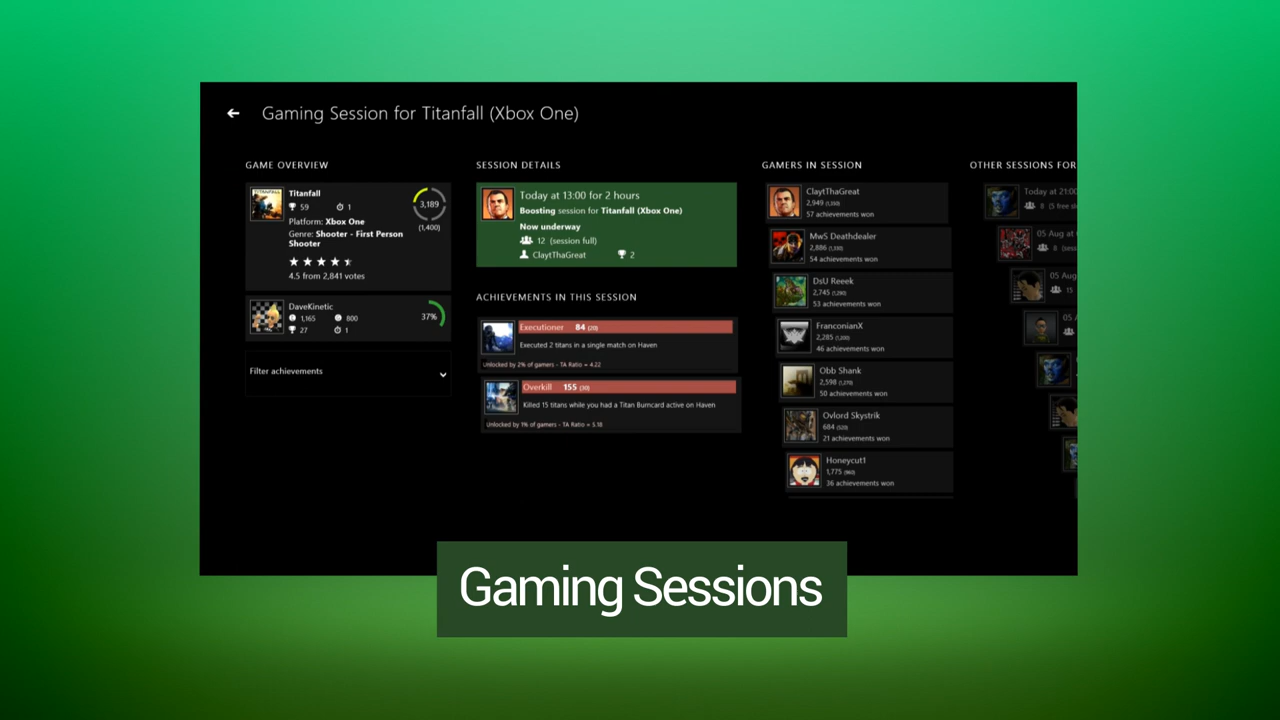 Gaming Session for Titanfall (Xbox One)
GAME OVERVIEW
Titanfall
59 1
Platform: Xbox One
Genre: Shooter - First Person
Shooter
4.5 from 2,841 votes
3,189
(1,400)
DaveKinetic
1,165 800
27 1
37%
Filter achievements
SESSION DETAILS
Today at 13:00 for 2 hours
Boosting session for Titanfall (Xbox One)
Now underway
12 (session full)
ClaytThaGreat 2
ACHIEVEMENTS IN THIS SESSION
Executioner 84 (20)
Executed 2 titans in a single match on Haven
Unlocked by 2% of gamers - TA Ratio = 4.22
Overkill 155 (30)
Killed 15 titans while you had a Titan Burncard active on Haven
Unlocked by 1% of gamers - TA Ratio = 5.18
GAMERS IN SESSION
ClaytThaGreat
2,949
57 achievements won
MwS Deathdealer
2,886
54 achievements won
DsU Reeek
2,745
53 achievements won
FranconianX
2,285
46 achievements won
Obb Shank
2,598
50 achievements won
Ovlord Skystrik
684
21 achievements won
Honeycut1
1,775
36 achievements won
OTHER SESSIONS FOR
Today at 21:00
8 (5 free
05 Aug at
8
05 Aug
15
05
Gaming Sessions